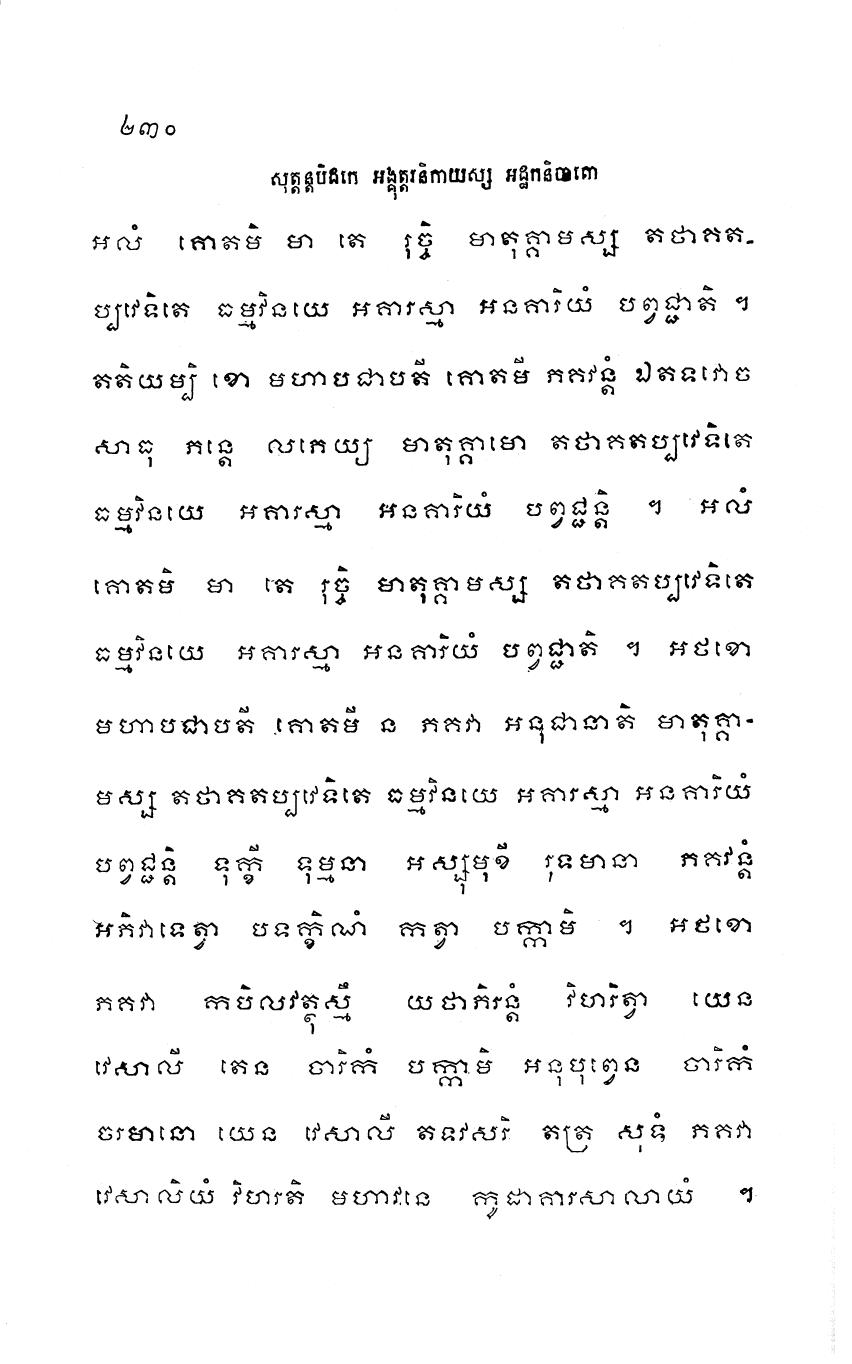 ២៣០
សុត្តន្តបិដកេ អង្គុត្តរនិកាយស្ស អដ្ឋកនិបាតោ
អលំ គោតមិ មា តេ រុច្ចិ មាតុគ្គាមស្ស តថាគត-
ប្បវេទិតេ ធម្មវិនយេ អគារស្មា អនគារិយំ បព្វជ្ជាតិ ។
តតិយម្បិ ខោ មហាបជាបតី គោតមី ភគវន្តំ ឯតទវោច
សាធុ ភន្តេ លភេយ្យ មាតុគ្គាមោ តថាគតប្បវេទិតេ
ធម្មវិនយេ អគារស្មា អនគារិយំ បព្វជ្ជន្តិ ។ អលំ
គោតមិ មា តេ រុច្ចិ មាតុគ្គាមស្ស តថាគតប្បវេទិតេ
ធម្មវិនយេ អគារស្មា អនគារិយំ បព្វជ្ជាតិ ។ អថខោ
មហាបជាបតី គោតមី ន ភគវា អនុជានាតិ មាតុគ្គា-
មស្ស តថាគតប្បវេទិតេ ធម្មវិនយេ អគារស្មា អនគារិយំ
បព្វជ្ជន្តិ ទុក្ខី ទុម្មនា អស្សុមុខី រុទមានា ភគវន្តំ
អភិវាទេត្វា បទក្ខិណំ កត្វា បក្កាមិ ។ អថខោ
ភគវា កបិលវត្ថុស្មឹ យថាភិរន្តំ វិហរិត្វា យេន
វេសាលី តេន ចារិកំ បក្កាមិ អនុបុព្វេន ចារិកំ
ចរមានោ យេន វេសាលី តទវសរិ តត្រ សុទំ ភគវា
វេសាលិយំ វិហរតិ មហាវនេ កូដាគារសាលាយំ ។